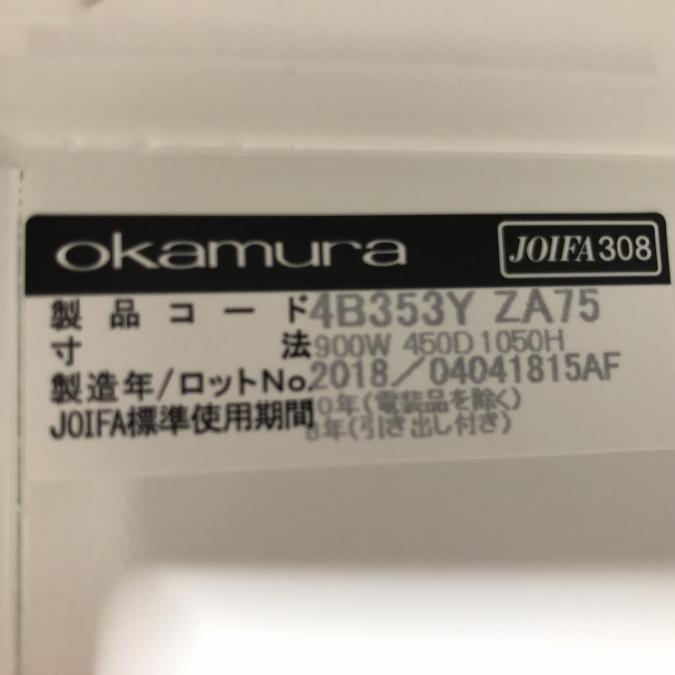 okamura JOIFA308
製品コード 4B353Y ZA75
寸法 900W 450D 1050H
製造年/ロットNo. 2018/04041815AF
JOIFA標準使用期間 10年(電装品を除く)
8年(引き出し付き)